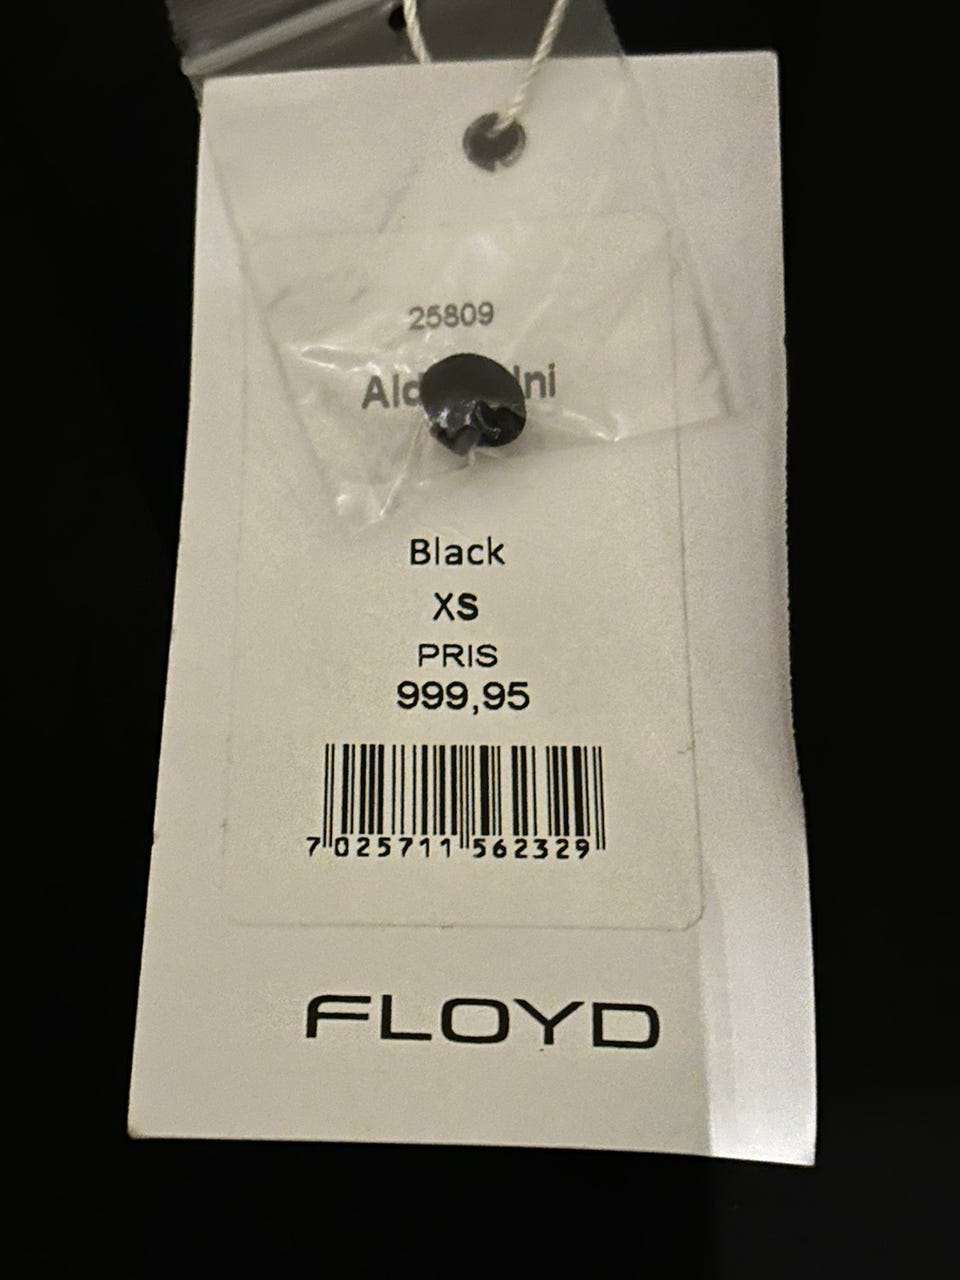 25809
Black
XS
PRIS
999,95
7 025711 562329
FLOYD